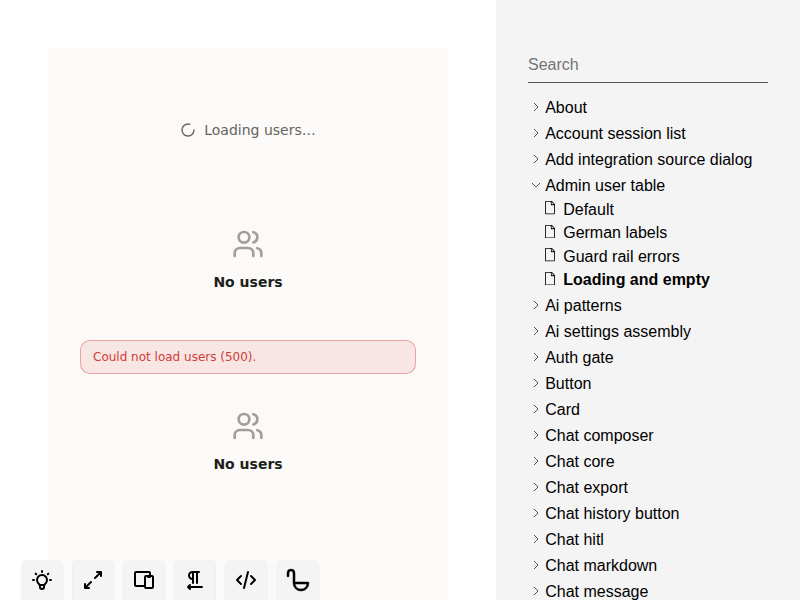 Loading users…
No users
Could not load users (500).
No users
Search
About
Account session list
Add integration source dialog
Admin user table
Default
German labels
Guard rail errors
Loading and empty
Ai patterns
Ai settings assembly
Auth gate
Button
Card
Chat composer
Chat core
Chat export
Chat history button
Chat hitl
Chat markdown
Chat message